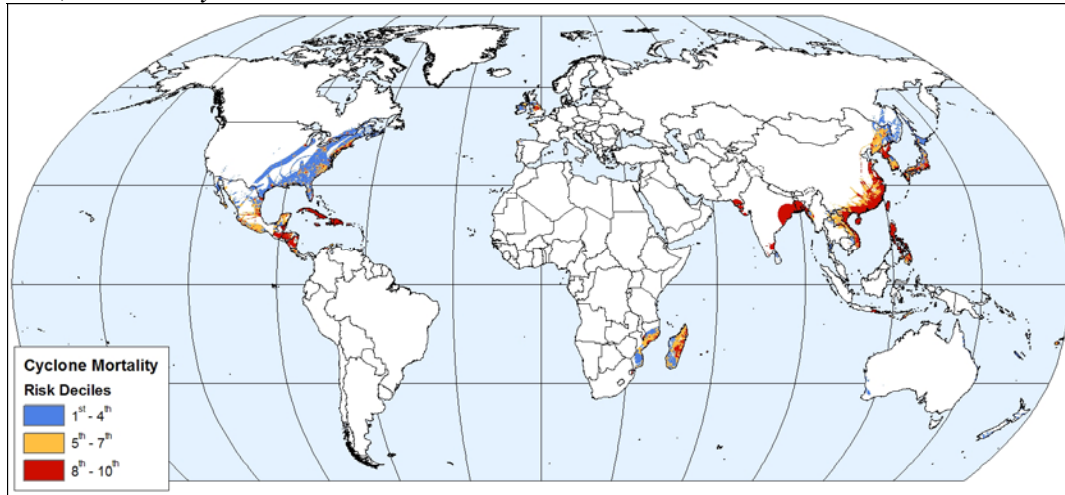 Cyclone Mortality
Risk Deciles
1st - 4th
5th - 7th
8th - 10th